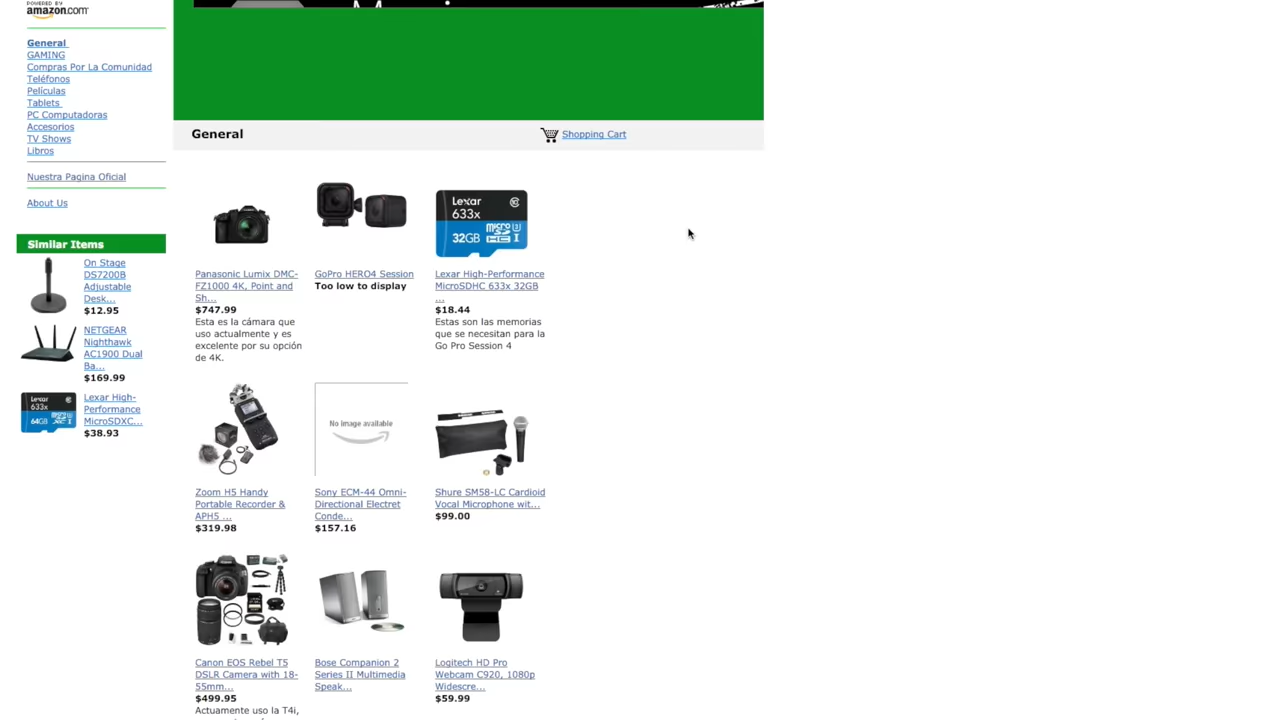 POWERED BY
amazon.com
General
GAMING
Compras Por La Comunidad
Teléfonos
Películas
Tablets
PC Computadoras
Accesorios
TV Shows
Libros
Nuestra Pagina Oficial
About Us
Similar Items
On Stage
DS7200B
Adjustable
Desk...
$12.95
NETGEAR
Nighthawk
AC1900 Dual
Ba...
$169.99
Lexar
633x
64GB
Lexar High-
Performance
MicroSDXC...
$38.93
General
Shopping Cart
Lexar
633x
32GB
micro
HC I
Panasonic Lumix DMC-
FZ1000 4K, Point and
Sh...
$747.99
Esta es la cámara que
uso actualmente y es
excelente por su opción
de 4K.
GoPro HERO4 Session
Too low to display
Lexar High-Performance
MicroSDHC 633x 32GB
...
$18.44
Estas son las memorias
que se necesitan para la
Go Pro Session 4
No image available
Zoom H5 Handy
Portable Recorder &
APH5 ...
$319.98
Sony ECM-44 Omni-
Directional Electret
Conde...
$157.16
Shure SM58-LC Cardioid
Vocal Microphone wit...
$99.00
Canon EOS Rebel T5
DSLR Camera with 18-
55mm...
$499.95
Actuamente uso la T4i,
Bose Companion 2
Series II Multimedia
Speak...
Logitech HD Pro
Webcam C920, 1080p
Widescre...
$59.99